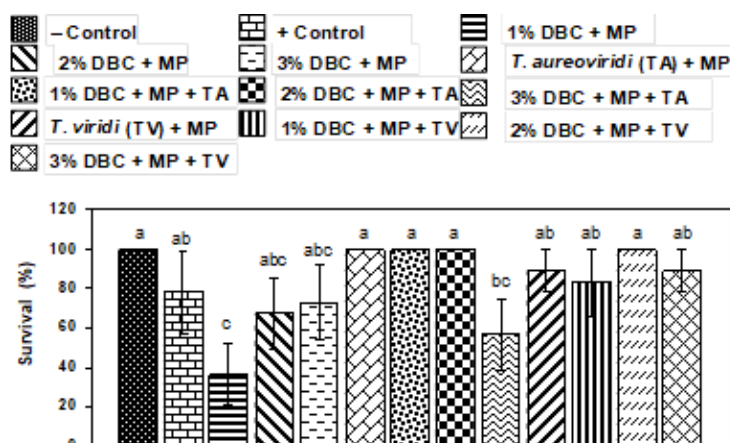 – Control + Control 1% DBC + MP
2% DBC + MP 3% DBC + MP T. aureoviridi (TA) + MP
1% DBC + MP + TA 2% DBC + MP + TA 3% DBC + MP + TA
T. viridi (TV) + MP 1% DBC + MP + TV 2% DBC + MP + TV
3% DBC + MP + TV
120
100
80
60
40
20
0
Survival (%)
a ab c abc abc a a a bc ab ab a ab